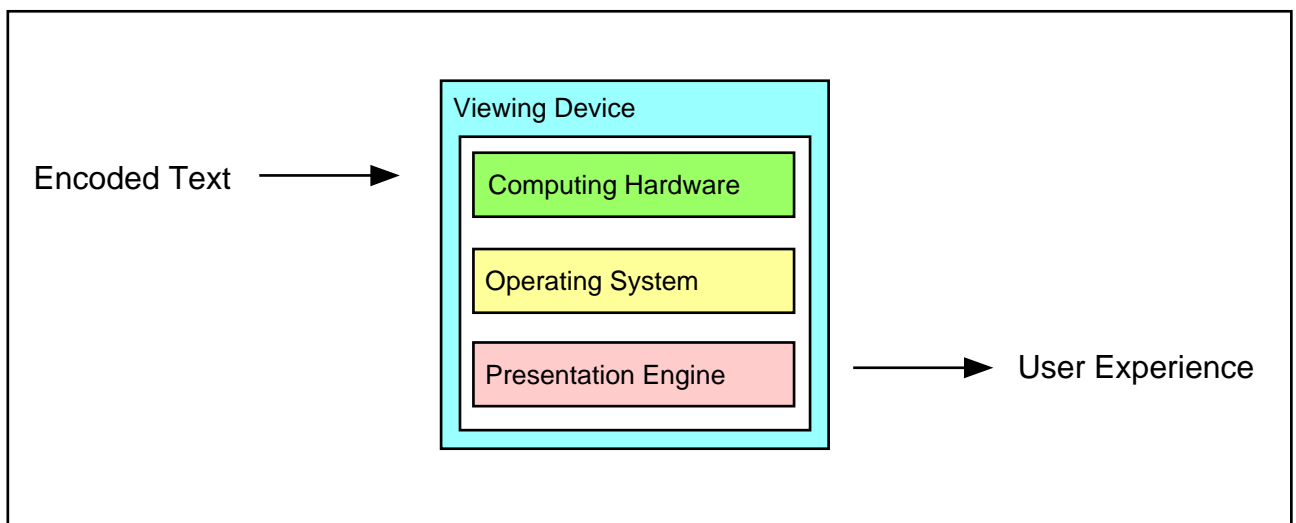 Viewing Device
Encoded Text
Computing Hardware
Operating System
Presentation Engine
User Experience